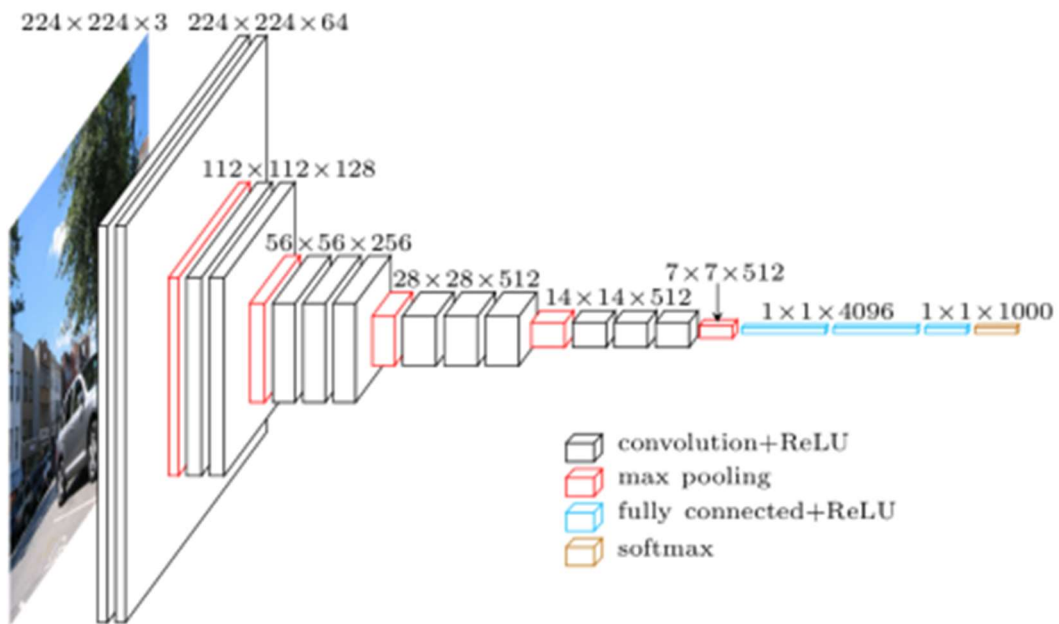 224×224×3
224×224×64
112×112×128
56×56×256
28×28×512
14×14×512
7×7×512
1×1×4096
1×1×1000
convolution+ReLU
max pooling
fully connected+ReLU
softmax